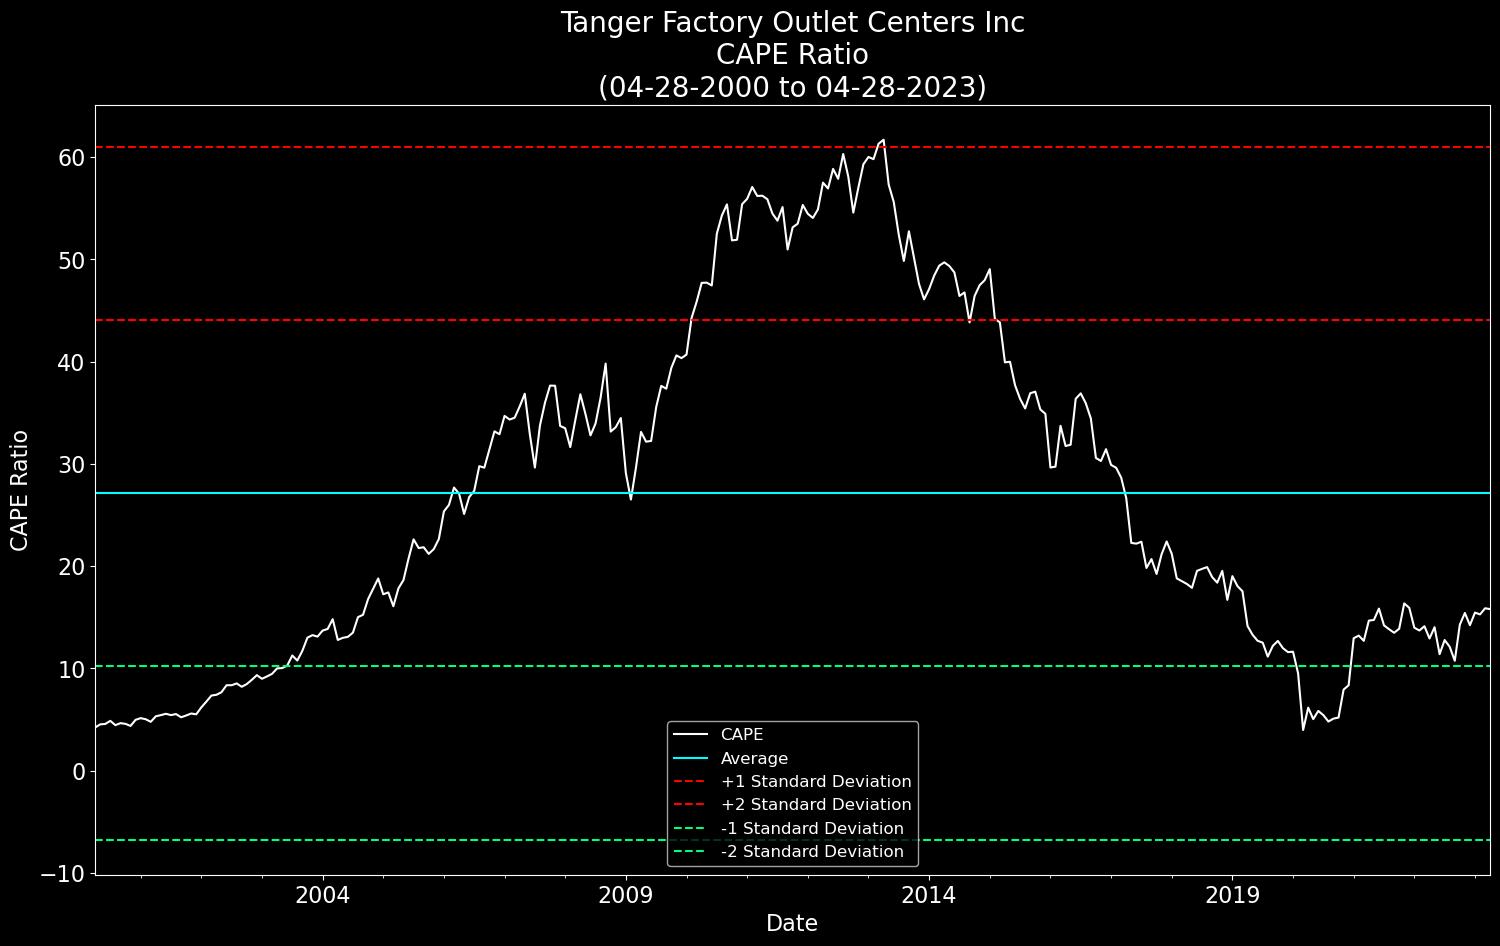 Tanger Factory Outlet Centers Inc
CAPE Ratio
(04-28-2000 to 04-28-2023)
60
50
40
30
20
10
0
−10
CAPE Ratio
CAPE
Average
+1 Standard Deviation
+2 Standard Deviation
-1 Standard Deviation
-2 Standard Deviation
2004 2009 2014 2019
Date